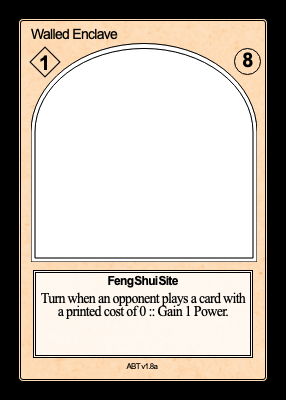 Walled Enclave
1
8
Feng Shui Site
Turn when an opponent plays a card with
a printed cost of 0 :: Gain 1 Power.
ABT v1.8a